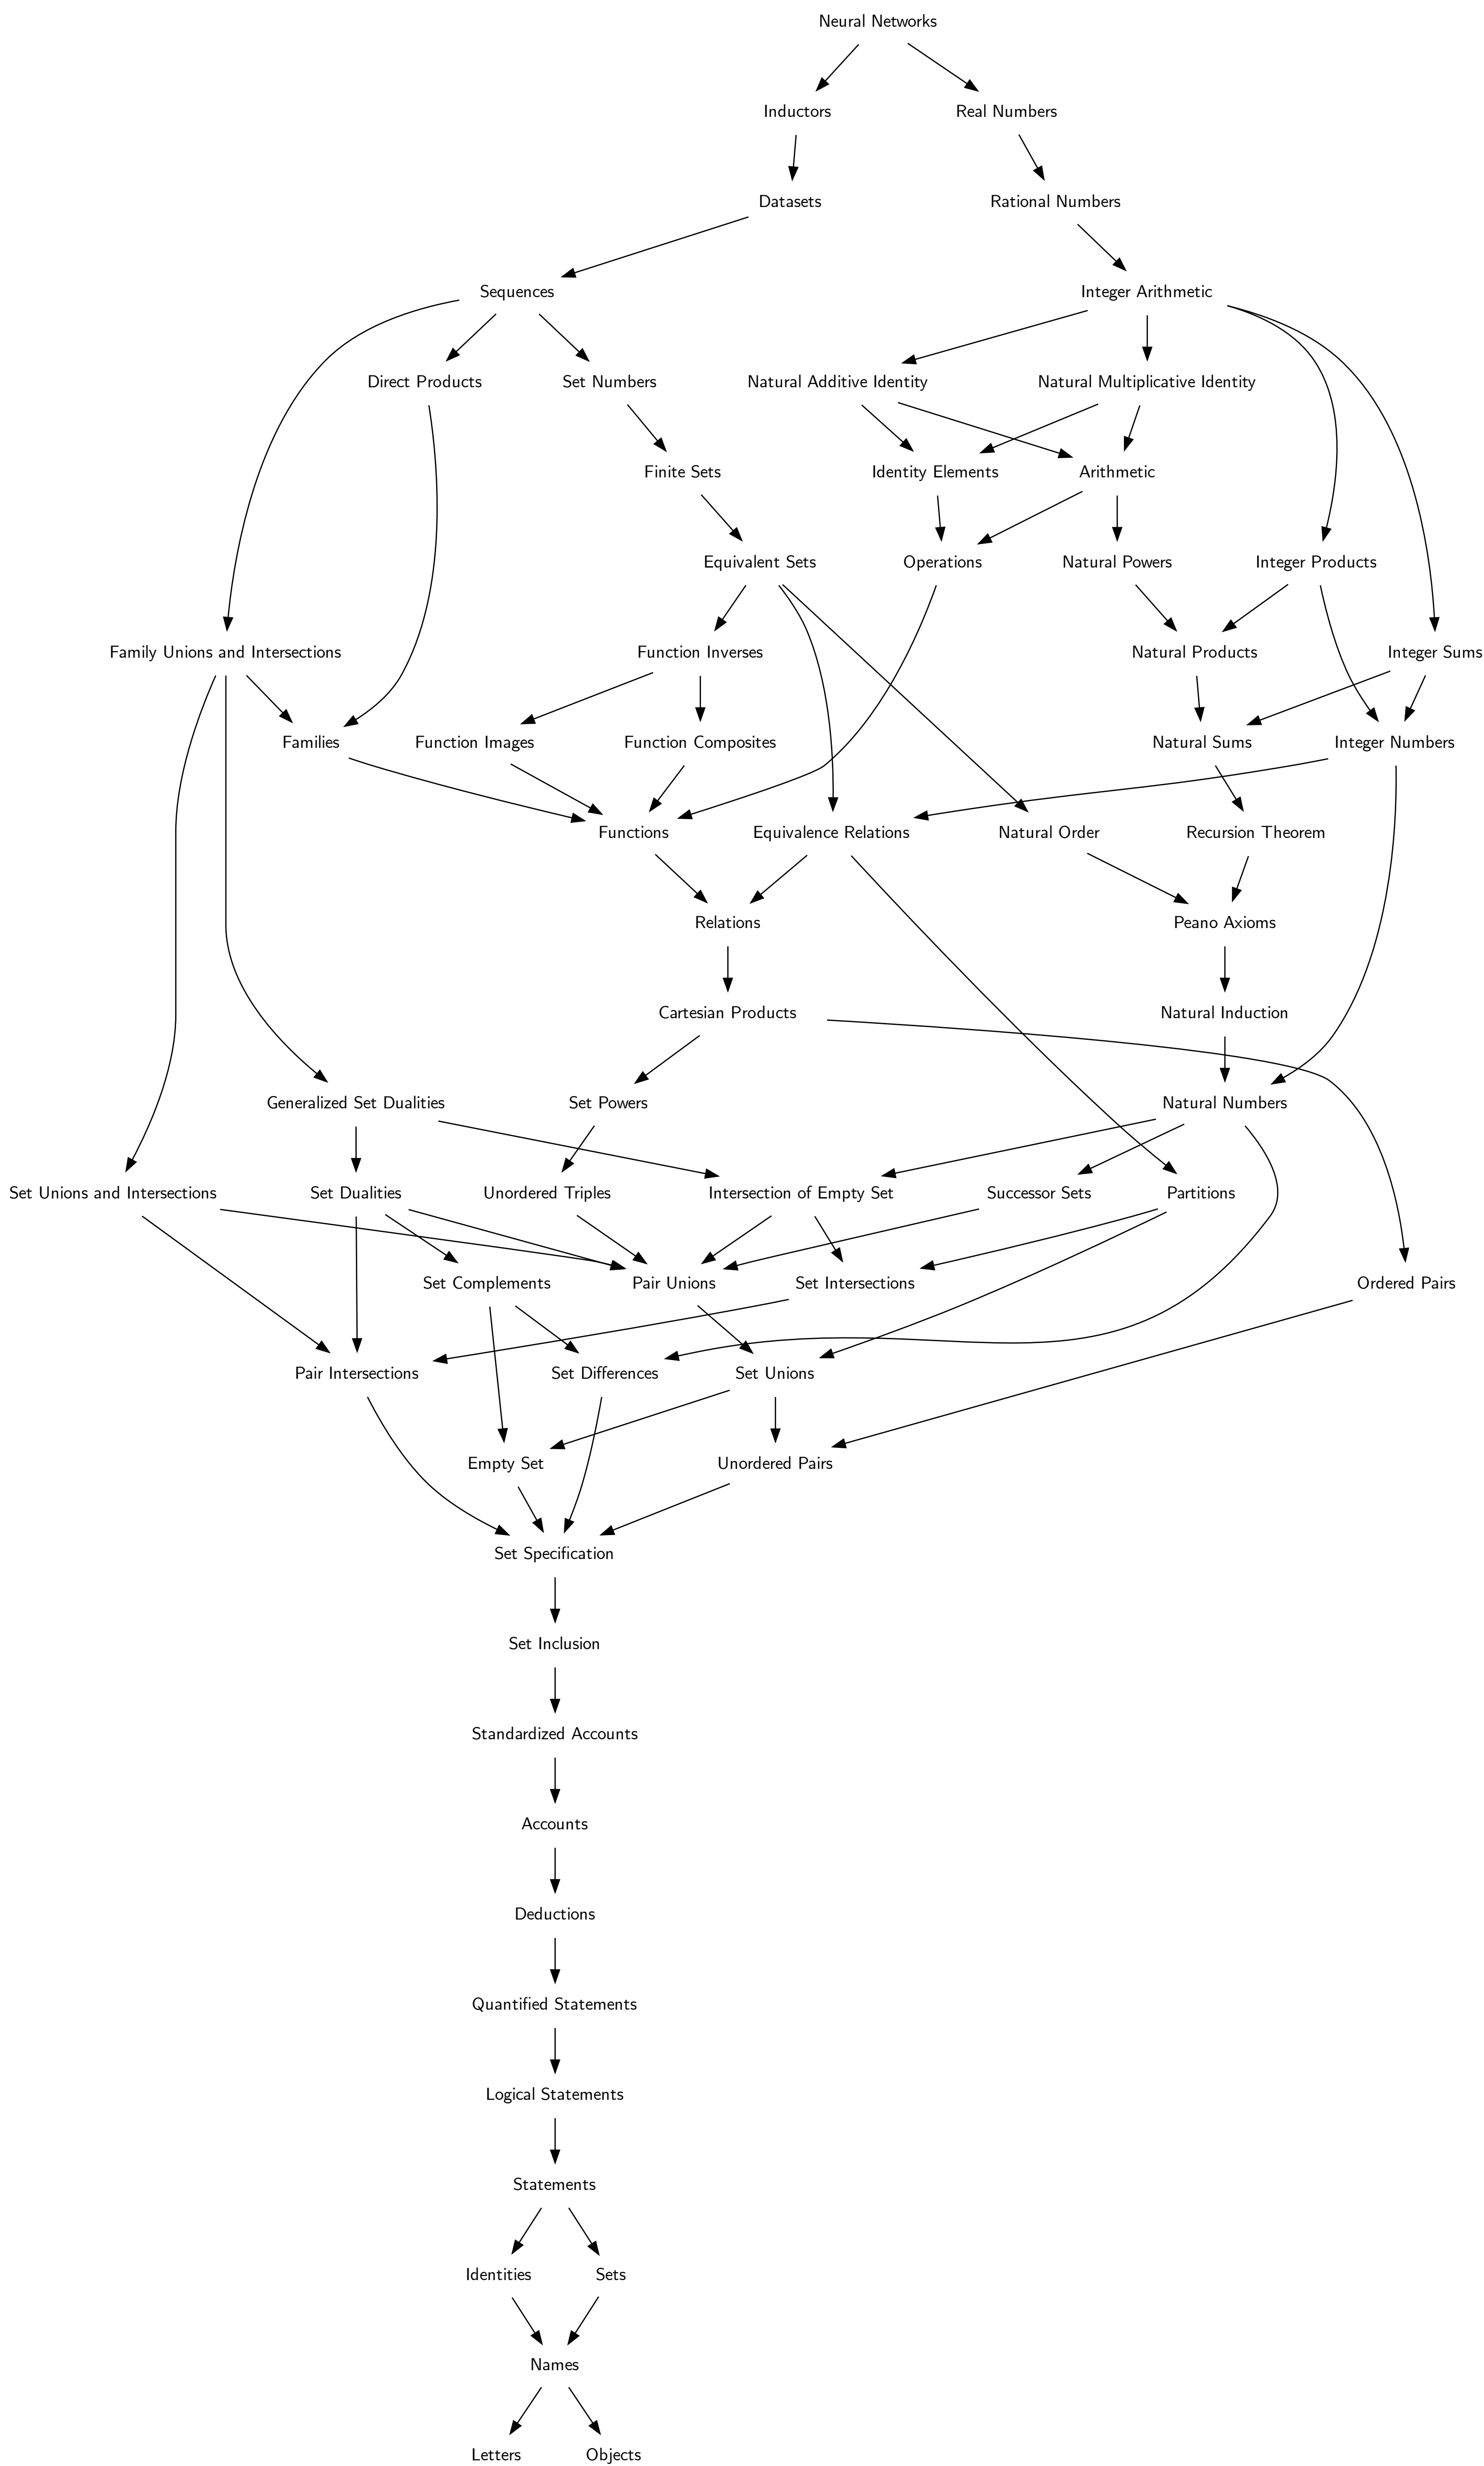 Neural Networks
Inductors
Real Numbers
Datasets
Rational Numbers
Sequences
Integer Arithmetic
Direct Products
Set Numbers
Natural Additive Identity
Natural Multiplicative Identity
Finite Sets
Identity Elements
Arithmetic
Equivalent Sets
Operations
Natural Powers
Integer Products
Family Unions and Intersections
Function Inverses
Natural Products
Integer Sums
Families
Function Images
Function Composites
Natural Sums
Integer Numbers
Functions
Equivalence Relations
Natural Order
Recursion Theorem
Relations
Peano Axioms
Cartesian Products
Natural Induction
Generalized Set Dualities
Set Powers
Natural Numbers
Set Unions and Intersections
Set Dualities
Unordered Triples
Intersection of Empty Set
Successor Sets
Partitions
Set Complements
Pair Unions
Set Intersections
Ordered Pairs
Pair Intersections
Set Differences
Set Unions
Empty Set
Unordered Pairs
Set Specification
Set Inclusion
Standardized Accounts
Accounts
Deductions
Quantified Statements
Logical Statements
Statements
Identities
Sets
Names
Letters
Objects